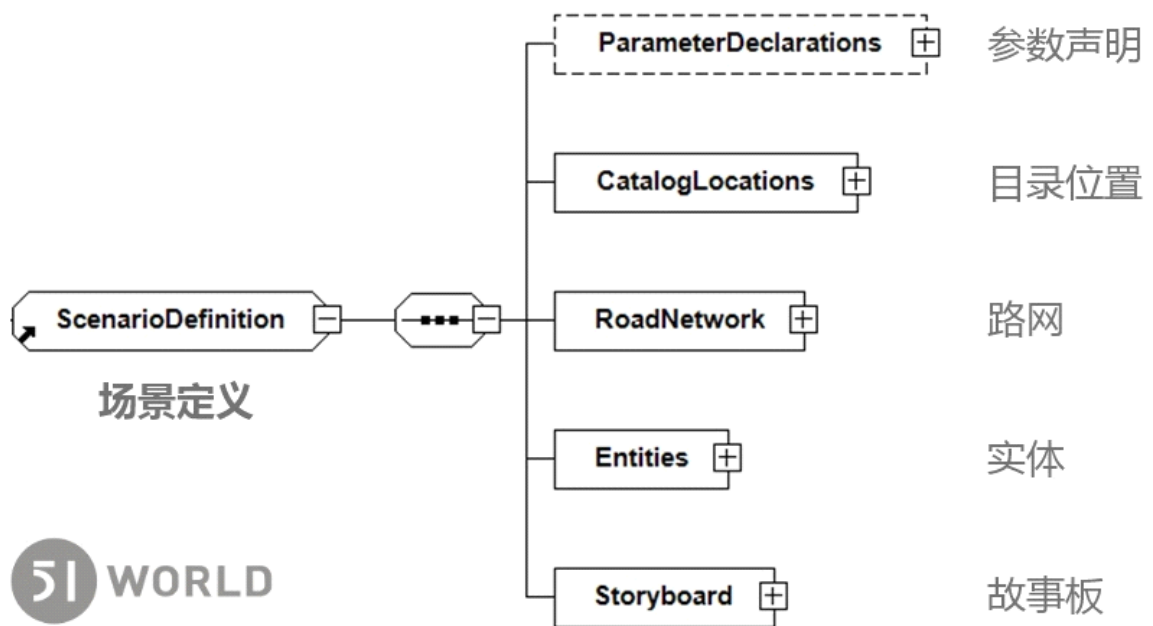 ParameterDeclarations 参数声明
CatalogLocations 目录位置
ScenarioDefinition
RoadNetwork 路网
场景定义
Entities 实体
51 WORLD
Storyboard 故事板